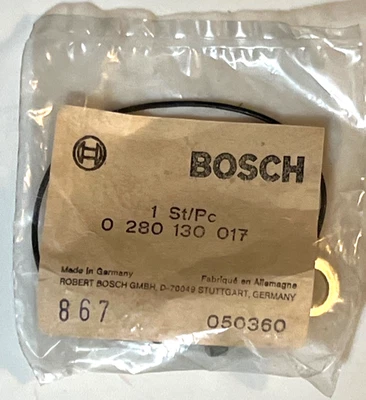 BOSCH
1 St/Pc
0 280 130 017
Made in Germany Fabriqué en Allemagne
ROBERT BOSCH GMBH, D-70049 STUTTGART, GERMANY
867 050360